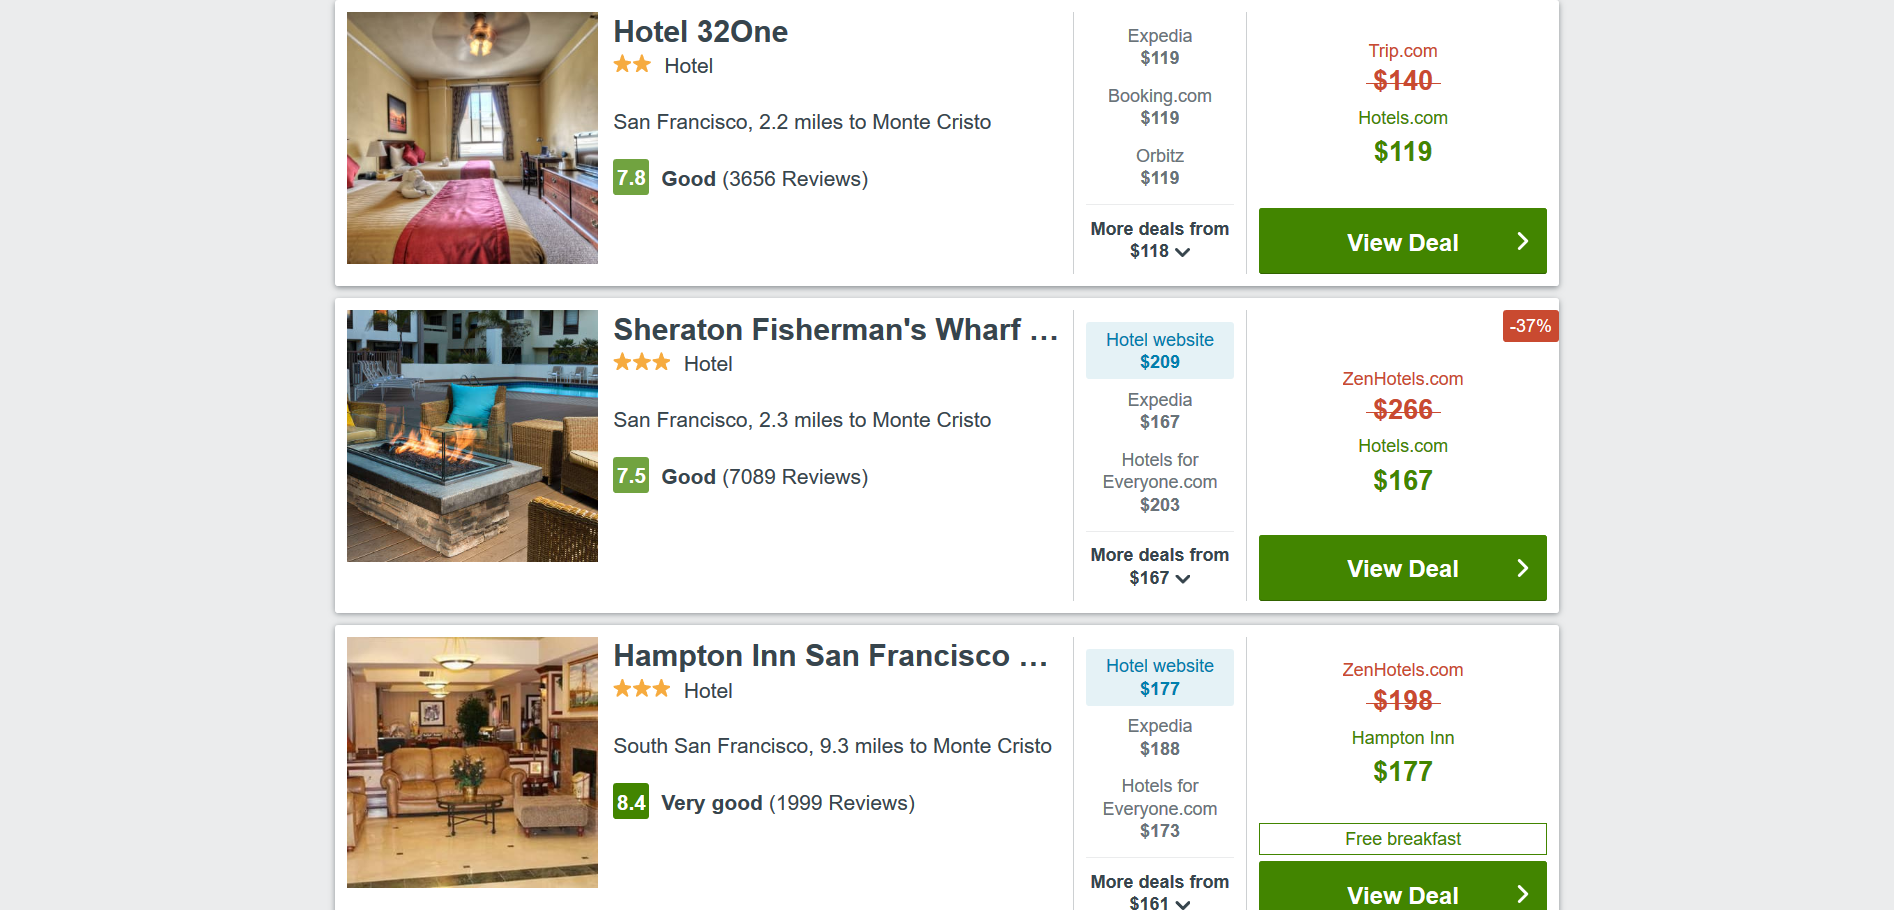 Hotel 32One
Hotel
San Francisco, 2.2 miles to Monte Cristo
7.8 Good (3656 Reviews)
Expedia
$119
Booking.com
$119
Orbitz
$119
More deals from
$118
Trip.com
$140
Hotels.com
$119
View Deal
Sheraton Fisherman's Wharf ...
Hotel
San Francisco, 2.3 miles to Monte Cristo
7.5 Good (7089 Reviews)
Hotel website
$209
Expedia
$167
Hotels for
Everyone.com
$203
More deals from
$167
-37%
ZenHotels.com
$266
Hotels.com
$167
View Deal
Hampton Inn San Francisco ...
Hotel
South San Francisco, 9.3 miles to Monte Cristo
8.4 Very good (1999 Reviews)
Hotel website
$177
Expedia
$188
Hotels for
Everyone.com
$173
More deals from
$161
ZenHotels.com
$198
Hampton Inn
$177
Free breakfast
View Deal